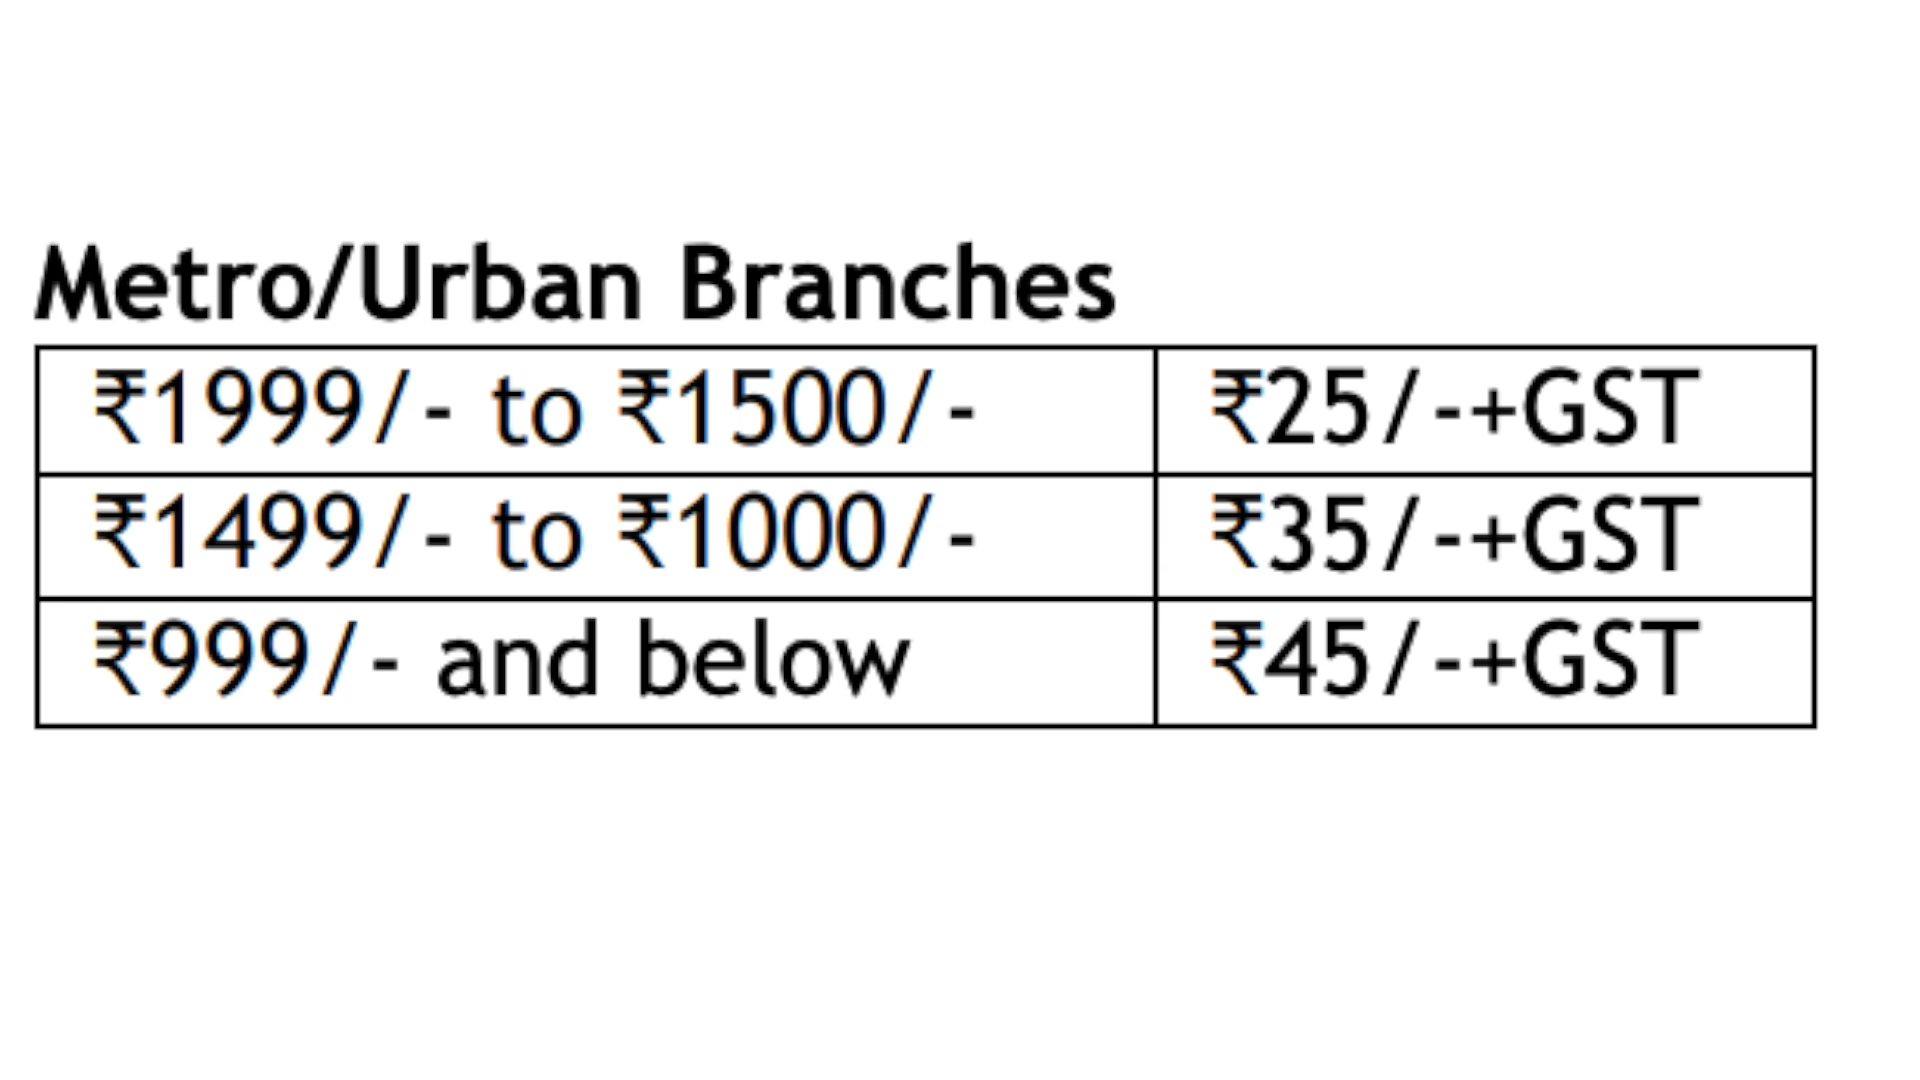 Metro/Urban Branches
₹1999/- to ₹1500/- ₹25/-+GST
₹1499/- to ₹1000/- ₹35/-+GST
₹999/- and below ₹45/-+GST